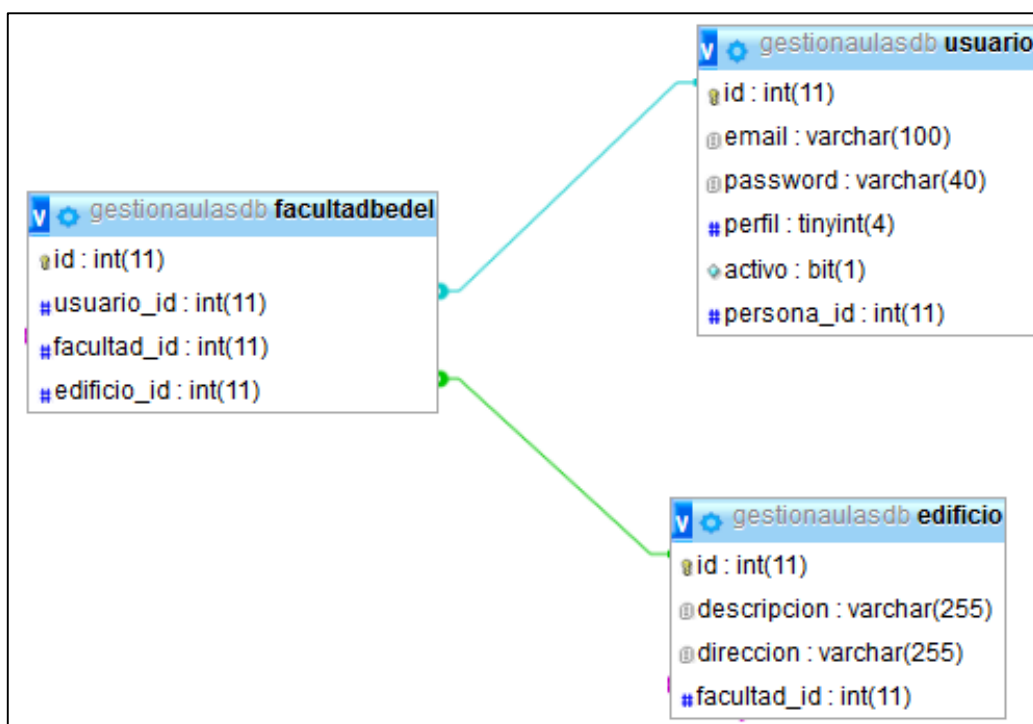 gestionaulasdb usuario
id : int(11)
email : varchar(100)
password : varchar(40)
perfil : tinyint(4)
activo : bit(1)
persona_id : int(11)
gestionaulasdb facultadbedel
id : int(11)
usuario_id : int(11)
facultad_id : int(11)
edificio_id : int(11)
gestionaulasdb edificio
id : int(11)
descripcion : varchar(255)
direccion : varchar(255)
facultad_id : int(11)